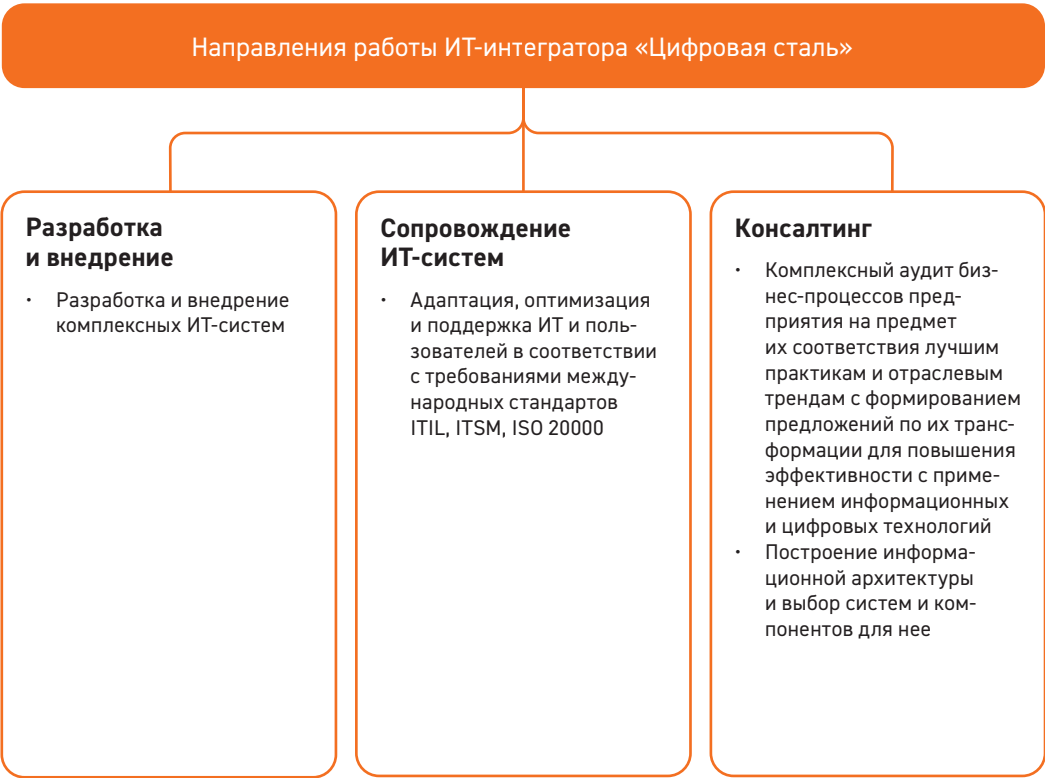 Направления работы ИТ-интегратора «Цифровая сталь»
Разработка
и внедрение
• Разработка и внедрение
комплексных ИТ-систем
Сопровождение
ИТ-систем
• Адаптация, оптимизация
и поддержка ИТ и поль-
зователей в соответствии
с требованиями между-
народных стандартов
ITIL, ITSM, ISO 20000
Консалтинг
• Комплексный аудит биз-
нес-процессов пред-
приятия на предмет
их соответствия лучшим
практикам и отраслевым
трендам с формированием
предложений по их транс-
формации для повышения
эффективности с приме-
нением информационных
и цифровых технологий
• Построение информа-
ционной архитектуры
и выбор систем и ком-
понентов для нее